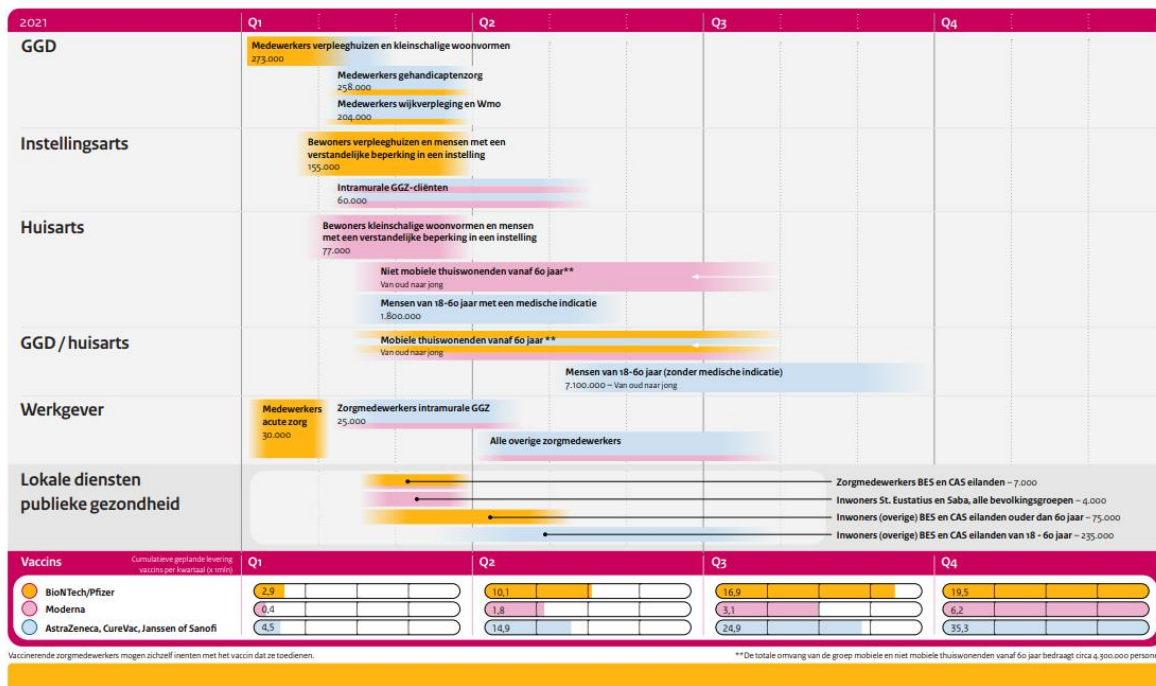 2021 Q1 Q2 Q3 Q4
GGD
Medewerkers verpleeghuizen en kleinschalige woonvormen
273.000
Medewerkers gehandicaptenzorg
258.000
Medewerkers wijkverpleging en Wmo
204.000
Instellingsarts
Bewoners verpleeghuizen en mensen met een
verstandelijke beperking in een instelling
155.000
Intramurale GGZ-cliënten
60.000
Huisarts
Bewoners kleinschalige woonvormen en mensen
met een verstandelijke beperking in een instelling
77.000
Niet mobiele thuiswonenden vanaf 60 jaar**
Van oud naar jong
Mensen van 18-60 jaar met een medische indicatie
1.800.000
GGD / huisarts
Mobiele thuiswonenden vanaf 60 jaar **
Van oud naar jong
Mensen van 18-60 jaar (zonder medische indicatie)
7.100.000 – Van oud naar jong
Werkgever
Medewerkers
acute zorg
30.000
Zorgmedewerkers intramurale GGZ
25.000
Alle overige zorgmedewerkers
Lokale diensten
publieke gezondheid
Zorgmedewerkers BES en CAS eilanden – 7.000
Inwoners St. Eustatius en Saba, alle bevolkingsgroepen – 4.000
Inwoners (overige) BES en CAS eilanden ouder dan 60 jaar – 75.000
Inwoners (overige) BES en CAS eilanden van 18 - 60 jaar – 235.000
Vaccins
Cumulatieve geplande levering
vaccins per kwartaal (x 1mln)
Q1 Q2 Q3 Q4
BioNTech/Pfizer 2,9 10,1 16,9 19,5
Moderna 0,4 1,8 3,1 6,2
AstraZeneca, CureVac, Janssen of Sanofi 4,5 14,9 24,9 35,3
Vaccinerende zorgmedewerkers mogen zichzelf inenten met het vaccin dat ze toedienen.
**De totale omvang van de groep mobiele en niet mobiele thuiswonenden vanaf 60 jaar bedraagt circa 4.300.000 persone